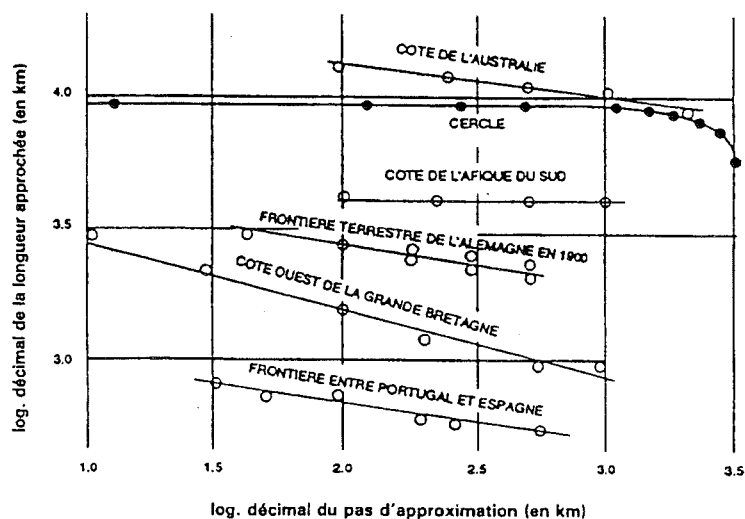 log. décimal de la longueur approchée (en km)
4.0
3.5
3.0
COTE DE L'AUSTRALIE
CERCLE
COTE DE L'AFIQUE DU SUD
FRONTIERE TERRESTRE DE L'ALEMAGNE EN 1900
COTE OUEST DE LA GRANDE BRETAGNE
FRONTIERE ENTRE PORTUGAL ET ESPAGNE
1.0 1.5 2.0 2.5 3.0 3.5
log. décimal du pas d'approximation (en km)